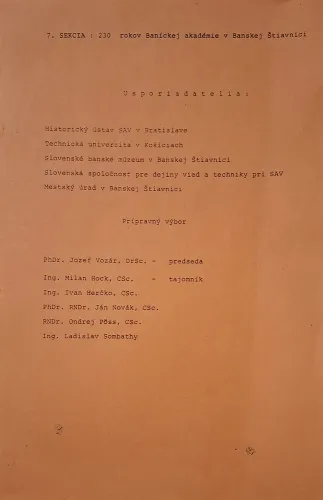 7. SEKCIA : 230 rokov Baníckej akadémie v Banskej Štiavnici
Usporiadatelia:
Historický ústav SAV v Bratislave
Technická univerzita v Košiciach
Slovenské banské múzeum v Banskej Štiavnici
Slovenská spoločnosť pre dejiny vied a techniky pri SAV
Mestský úrad v Banskej Štiavnici
Prípravný výbor
PhDr. Jozef Vozár, DrSc. - predseda
Ing. Milan Hock, CSc. - tajomník
Ing. Ivan Herčko, CSc.
PhDr. RNDr. Ján Novák, CSc.
RNDr. Ondrej Põss, CSc.
Ing. Ladislav Sombathy